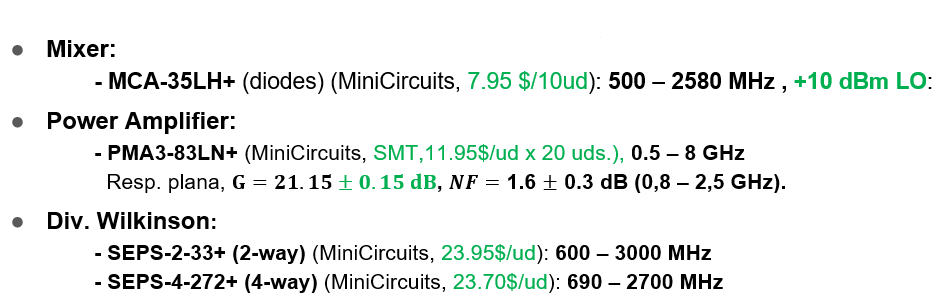 ● Mixer:
- MCA-35LH+ (diodes) (MiniCircuits, 7.95 $/10ud): 500 – 2580 MHz , +10 dBm LO:
● Power Amplifier:
- PMA3-83LN+ (MiniCircuits, SMT,11.95$/ud x 20 uds.), 0.5 – 8 GHz
Resp. plana, G = 21.15 ± 0.15 dB, NF = 1.6 ± 0.3 dB (0,8 – 2,5 GHz).
● Div. Wilkinson:
- SEPS-2-33+ (2-way) (MiniCircuits, 23.95$/ud): 600 – 3000 MHz
- SEPS-4-272+ (4-way) (MiniCircuits, 23.70$/ud): 690 – 2700 MHz